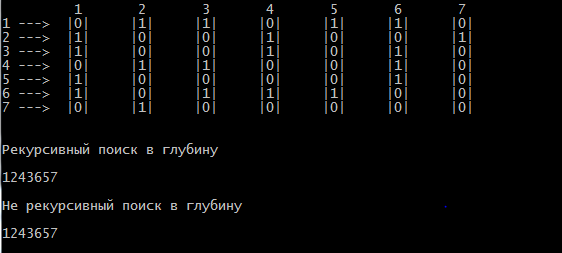 1 2 3 4 5 6 7
1 ---> |0| |1| |1| |0| |1| |1| |0|
2 ---> |1| |0| |0| |1| |0| |0| |1|
3 ---> |1| |0| |0| |1| |0| |1| |0|
4 ---> |0| |1| |1| |0| |0| |1| |0|
5 ---> |1| |0| |0| |0| |0| |1| |0|
6 ---> |1| |0| |1| |1| |1| |0| |0|
7 ---> |0| |1| |0| |0| |0| |0| |0|
Рекурсивный поиск в глубину
1243657
Не рекурсивный поиск в глубину
1243657